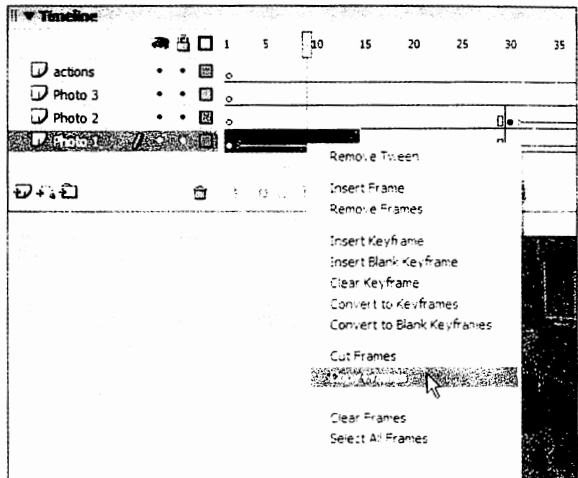 Timeline
1 5 10 15 20 25 30 35
actions
Photo 3
Photo 2
Photo 1
Remove Tween
Insert Frame
Remove Frames
Insert Keyframe
Insert Blank Keyframe
Clear Keyframe
Convert to Keyframes
Convert to Blank Keyframes
Cut Frames
Clear Frames
Select All Frames